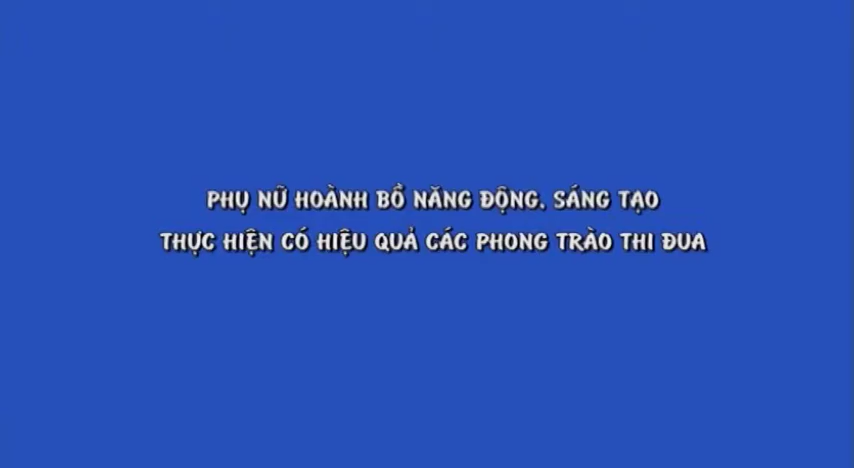 PHỤ NỮ HOÀNH BỒ NĂNG ĐỘNG, SÁNG TẠO
THỰC HIỆN CÓ HIỆU QUẢ CÁC PHONG TRÀO THI ĐUA